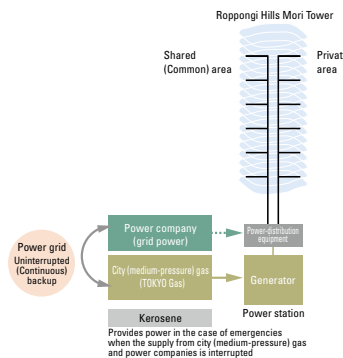 Roppongi Hills Mori Tower
Shared
(Common) area
Privat
area
Power company
(grid power)
Power-distribution
equipment
Power grid
Uninterrupted
(Continuous)
backup
City (medium-pressure) gas
(TOKYO Gas)
Generator
Power station
Kerosene
Provides power in the case of emergencies
when the supply from city (medium-pressure) gas
and power companies is interrupted